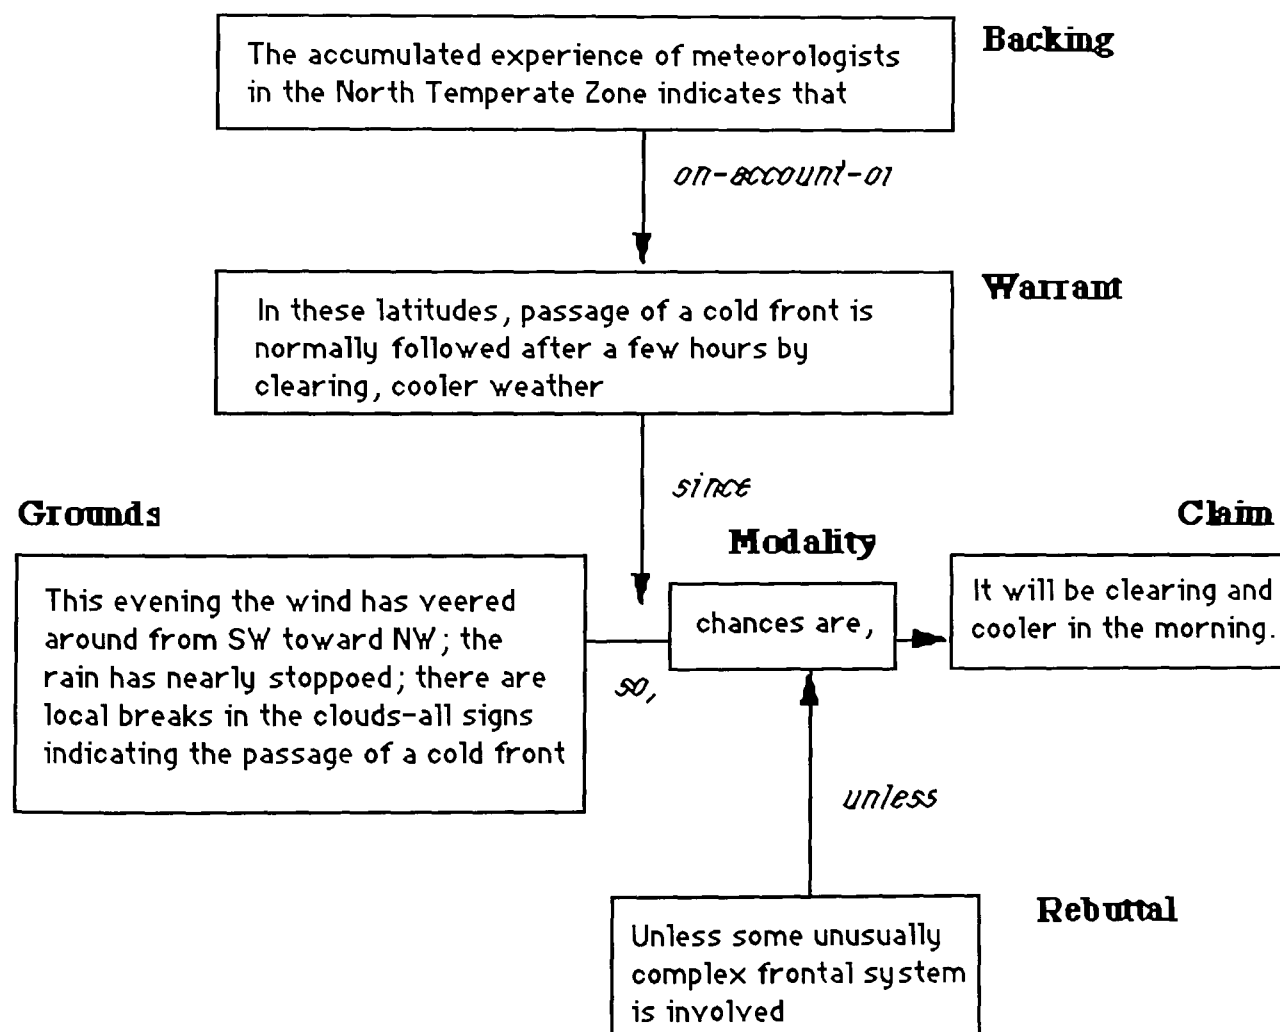 Backing
The accumulated experience of meteorologists
in the North Temperate Zone indicates that
on-account-of
Warrant
In these latitudes, passage of a cold front is
normally followed after a few hours by
clearing, cooler weather
since
Grounds
Modality
Claim
This evening the wind has veered
around from SW toward NW; the
rain has nearly stoppoed; there are
local breaks in the clouds-all signs
indicating the passage of a cold front
so,
chances are,
It will be clearing and
cooler in the morning.
unless
Rebuttal
Unless some unusually
complex frontal system
is involved